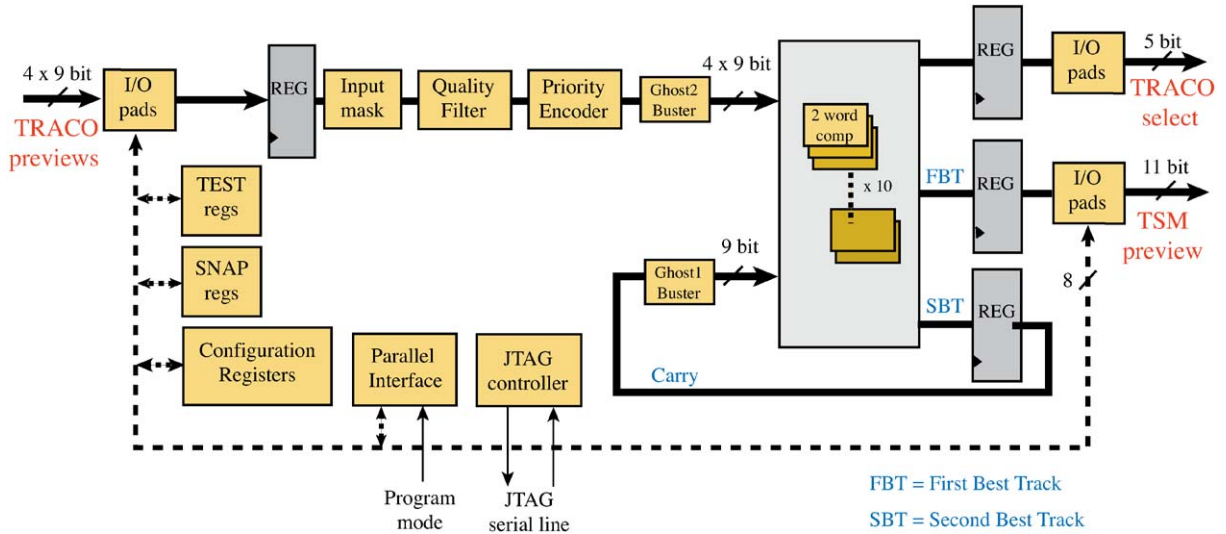 4 x 9 bit
TRACO
previews
I/O
pads
REG
Input
mask
Quality
Filter
Priority
Encoder
Ghost2
Buster
4 x 9 bit
2 word
comp
x 10
REG
I/O
pads
5 bit
TRACO
select
FBT
REG
I/O
pads
11 bit
TSM
preview
8
TEST
regs
SNAP
regs
Configuration
Registers
Parallel
Interface
JTAG
controller
Ghost1
Buster
9 bit
SBT
REG
Carry
Program
mode
JTAG
serial line
FBT = First Best Track
SBT = Second Best Track